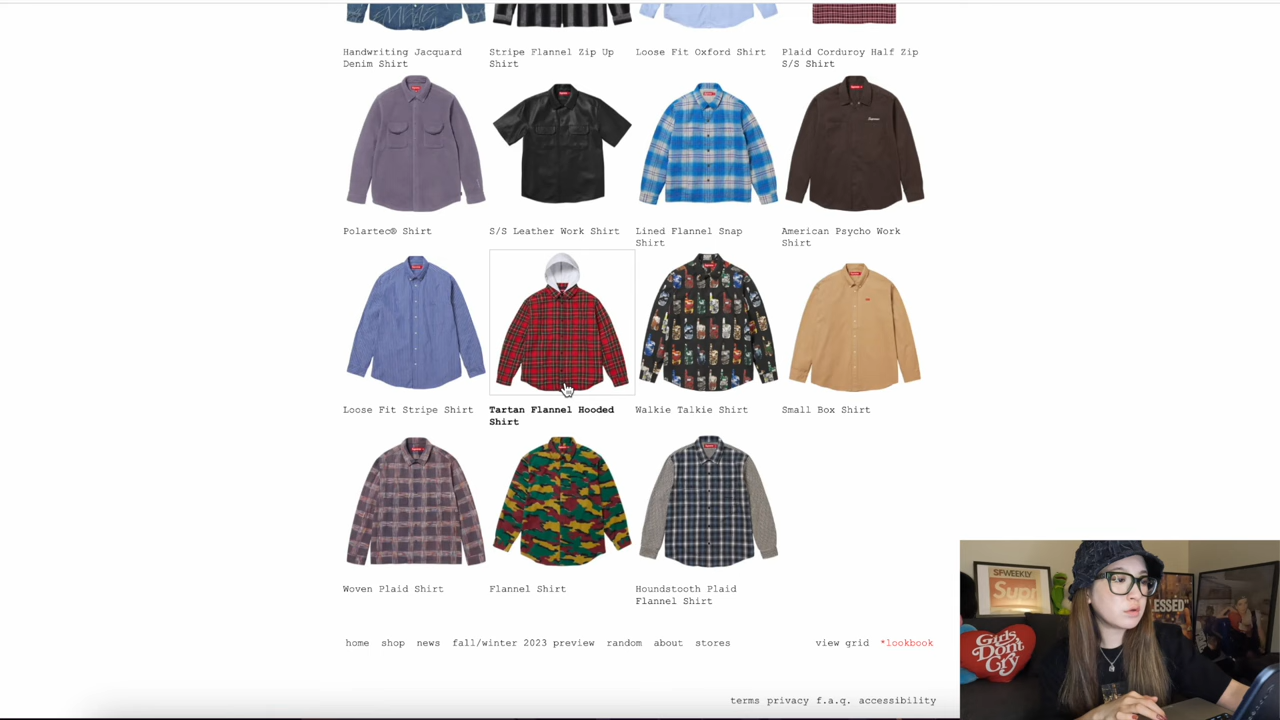 Handwriting Jacquard
Denim Shirt
Stripe Flannel Zip Up
Shirt
Loose Fit Oxford Shirt
Plaid Corduroy Half Zip
S/S Shirt
Polartec® Shirt
S/S Leather Work Shirt
Lined Flannel Snap
Shirt
American Psycho Work
Shirt
Loose Fit Stripe Shirt
Tartan Flannel Hooded
Shirt
Walkie Talkie Shirt
Small Box Shirt
Woven Plaid Shirt
Flannel Shirt
Houndstooth Plaid
Flannel Shirt
home shop news fall/winter 2023 preview random about stores
view grid *lookbook
terms privacy f.a.q. accessibility
SIFWEEKLY
Girls
Don't
Cry